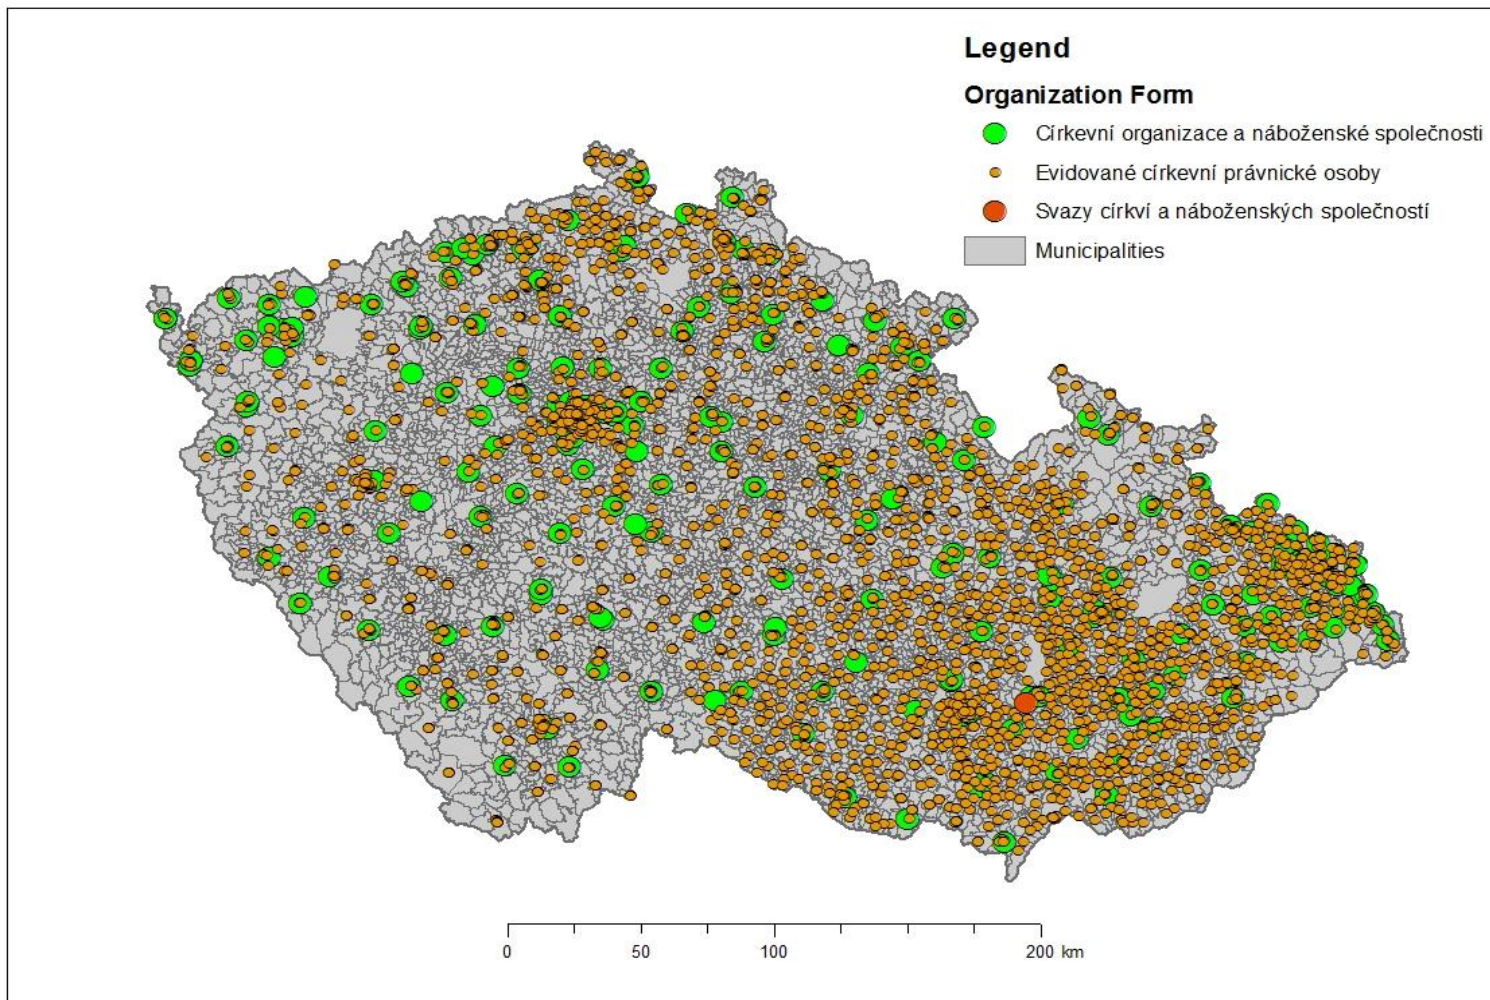 Legend
Organization Form
Církevní organizace a náboženské společnosti
Evidované církevní právnické osoby
Svazy církví a náboženských společností
Municipalities
0 50 100 200 km